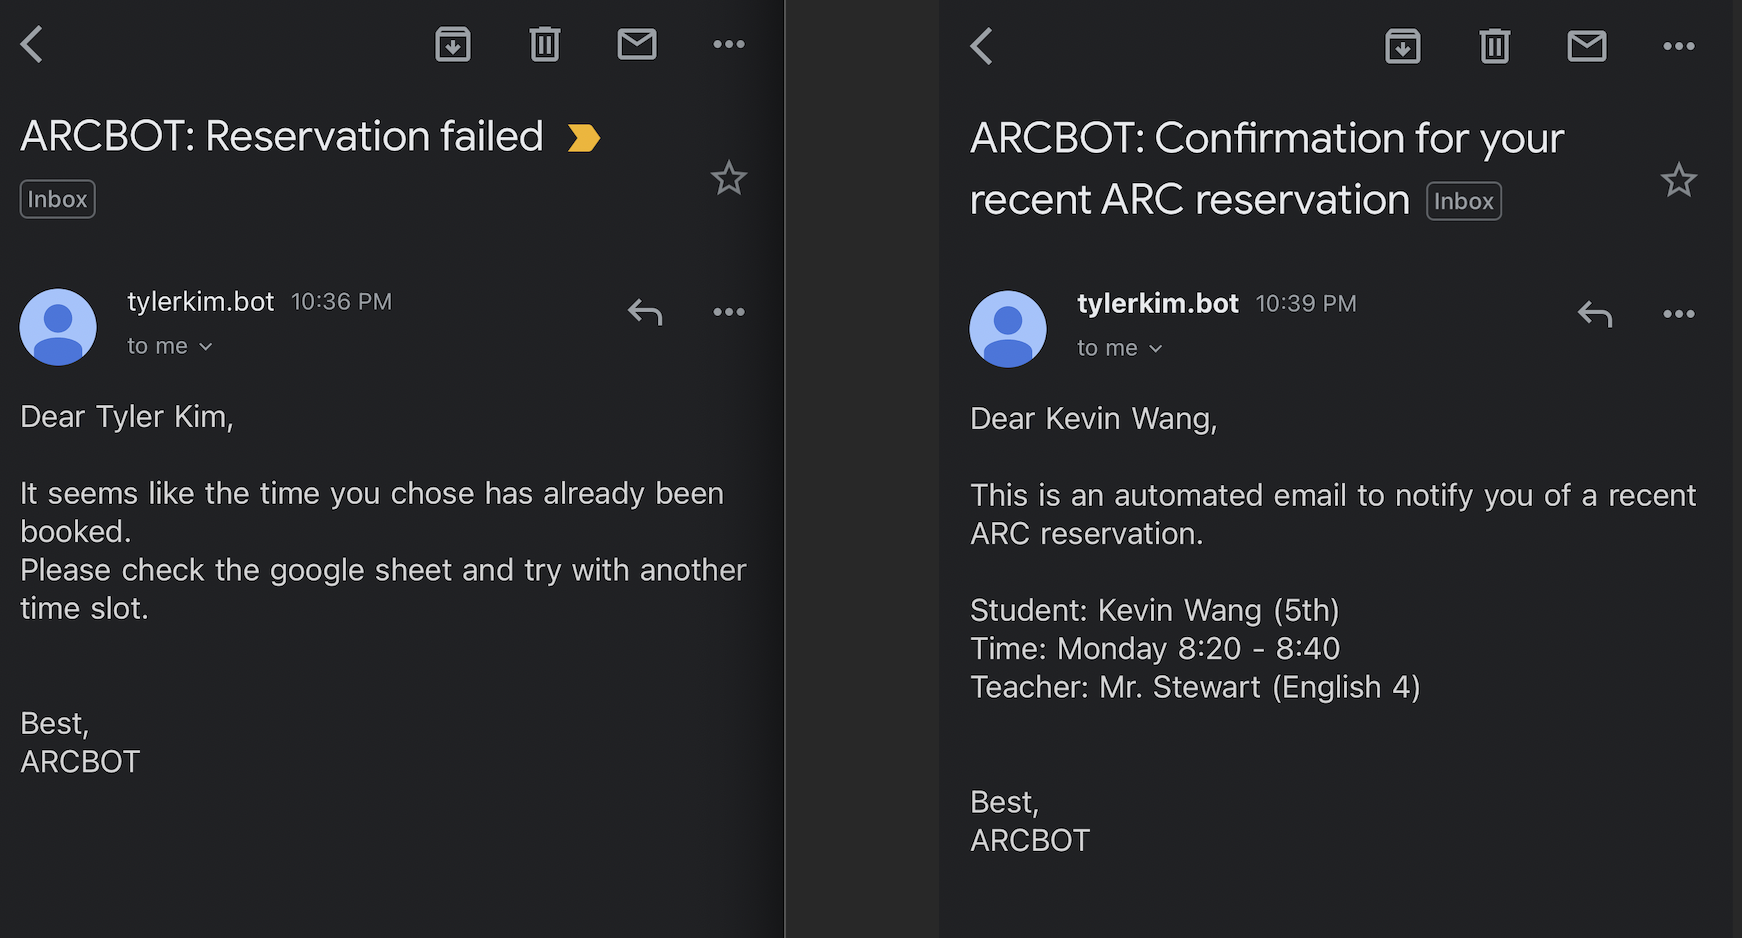 ARCBOT: Reservation failed
Inbox
tylerkim.bot 10:36 PM
to me
Dear Tyler Kim,
It seems like the time you chose has already been
booked.
Please check the google sheet and try with another
time slot.
Best,
ARCBOT
ARCBOT: Confirmation for your
recent ARC reservation Inbox
tylerkim.bot 10:39 PM
to me
Dear Kevin Wang,
This is an automated email to notify you of a recent
ARC reservation.
Student: Kevin Wang (5th)
Time: Monday 8:20 - 8:40
Teacher: Mr. Stewart (English 4)
Best,
ARCBOT